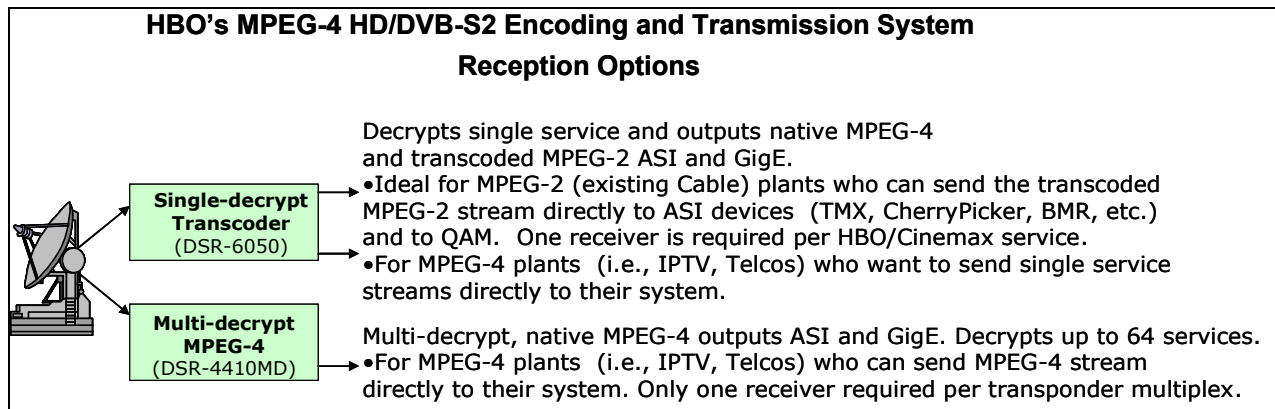 HBO's MPEG-4 HD/DVB-S2 Encoding and Transmission System
Reception Options
Single-decrypt
Transcoder
(DSR-6050)
Decrypts single service and outputs native MPEG-4
and transcoded MPEG-2 ASI and GigE.
•Ideal for MPEG-2 (existing Cable) plants who can send the transcoded
MPEG-2 stream directly to ASI devices (TMX, CherryPicker, BMR, etc.)
and to QAM. One receiver is required per HBO/Cinemax service.
•For MPEG-4 plants (i.e., IPTV, Telcos) who want to send single service
streams directly to their system.
Multi-decrypt
MPEG-4
(DSR-4410MD)
Multi-decrypt, native MPEG-4 outputs ASI and GigE. Decrypts up to 64 services.
•For MPEG-4 plants (i.e., IPTV, Telcos) who can send MPEG-4 stream
directly to their system. Only one receiver required per transponder multiplex.